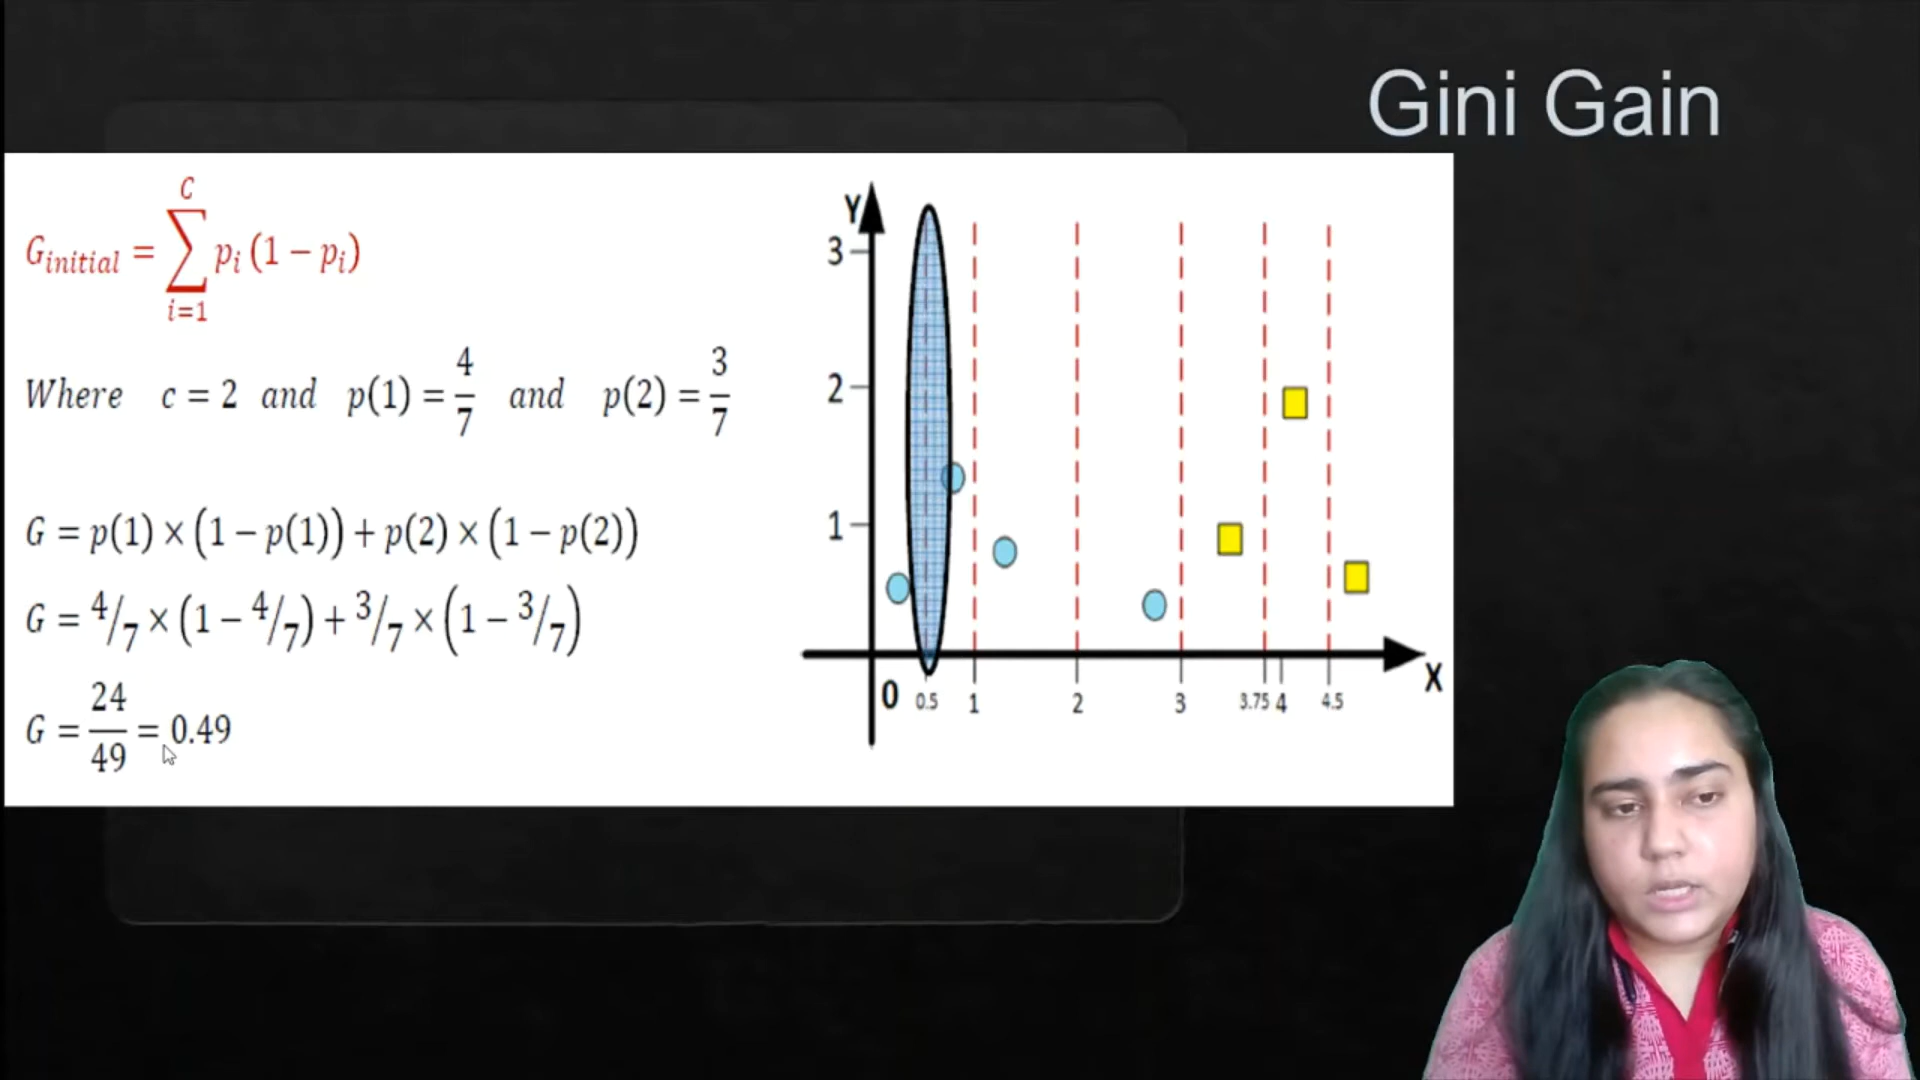 Gini Gain
G_initial = \sum_{i=1}^{C} p_i (1 − p_i)
Where c = 2 and p(1) = 4/7 and p(2) = 3/7
G = p(1) × (1 − p(1)) + p(2) × (1 − p(2))
G = 4/7 × (1 − 4/7) + 3/7 × (1 − 3/7)
G = 24/49 = 0.49
Y
3
2
1
0 0.5 1 2 3 3.75 4 4.5 X